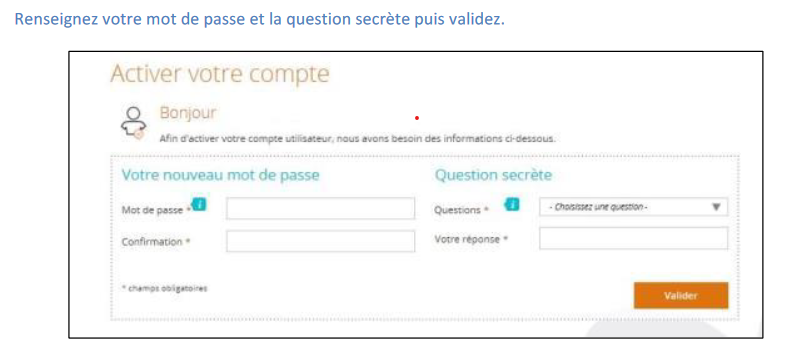 Renseignez votre mot de passe et la question secrète puis validez.
Activer votre compte
Bonjour
Afin d'activer votre compte utilisateur, nous avons besoin des informations ci-dessous.
Votre nouveau mot de passe
Mot de passe * i
Confirmation *
* champs obligatoires
Question secrète
Questions * i
- Choisissez une question -
Votre réponse *
Valider